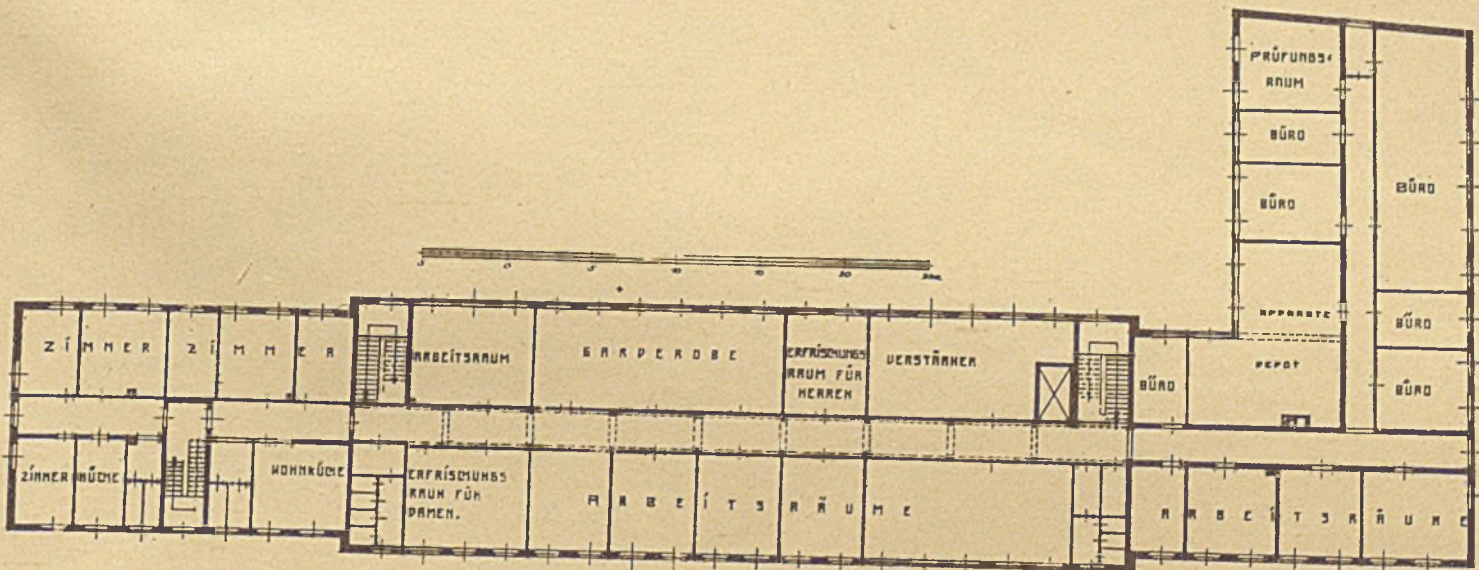 PRÜFUNGS-
RAUM
BÜRO
BÜRO
BÜRO
APPARATE
BÜRO
DEPOT
BÜRO
BÜRO
ZIMMER
ZIMMER
ARBEITSRAUM
GARDEROBE
ERFRISCHUNGS
RAUM FÜR
HERREN
VERSTÄRKER
ZIMMER
KÜCHE
WOHNKÜCHE
ERFRISCHUNGS
RAUM FÜR
DAMEN.
ARBEITSRÄUME
ARBEITSRÄUME